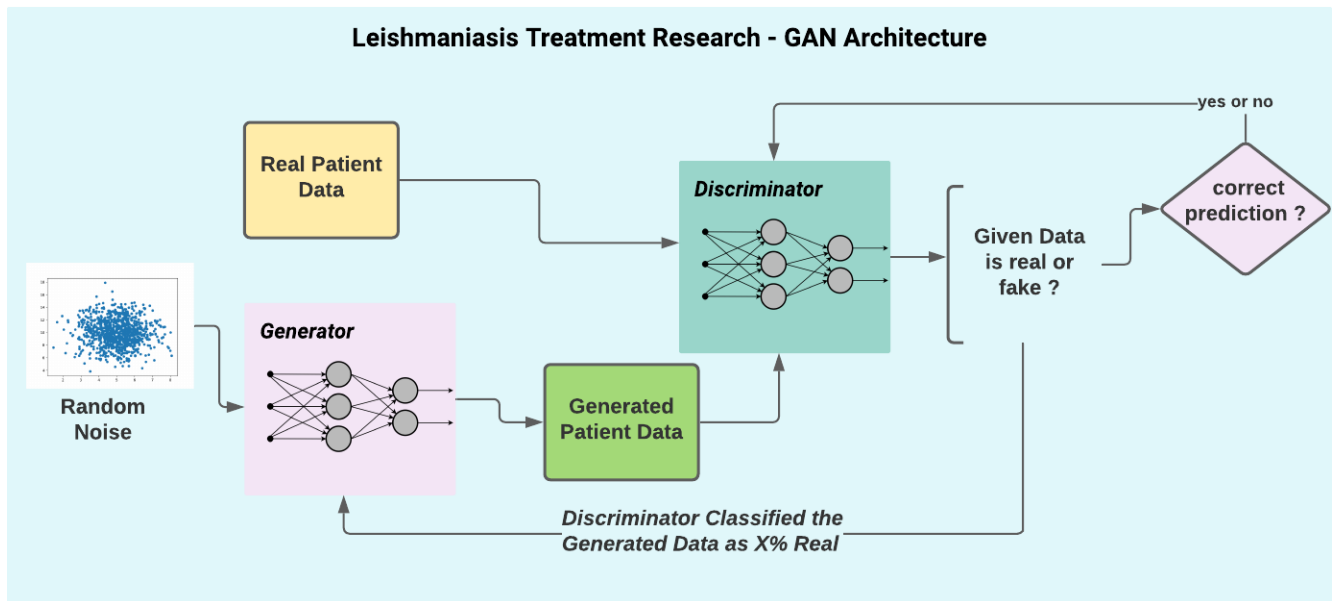 Leishmaniasis Treatment Research - GAN Architecture
yes or no
Real Patient
Data
Discriminator
correct
prediction ?
Given Data
is real or
fake ?
Generator
Random
Noise
Generated
Patient Data
Discriminator Classified the
Generated Data as X% Real